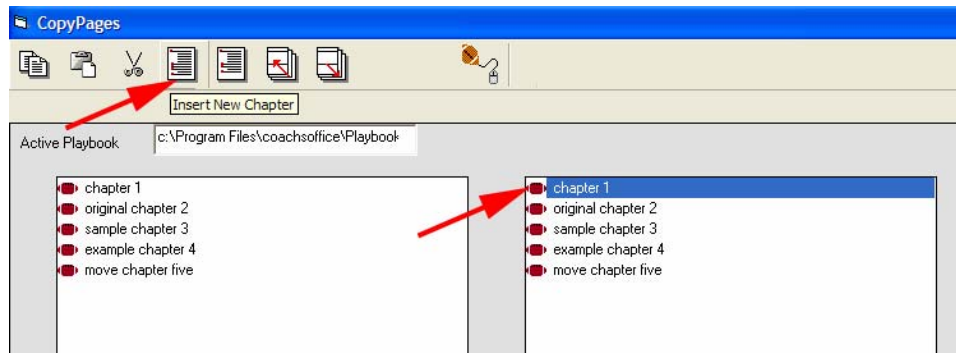 CopyPages
Insert New Chapter
Active Playbook c:\Program Files\coachsoffice\Playbook
chapter 1
original chapter 2
sample chapter 3
example chapter 4
move chapter five
chapter 1
original chapter 2
sample chapter 3
example chapter 4
move chapter five